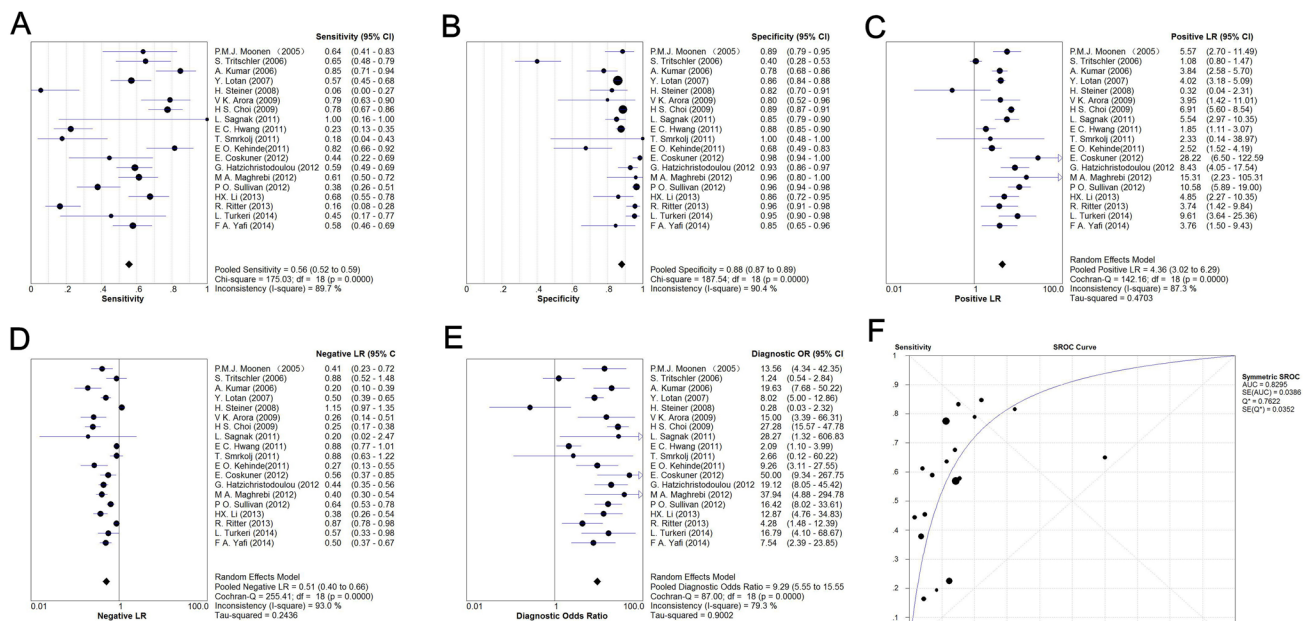 A
Sensitivity (95% CI)
P.M.J. Moonen （2005） 0.64 (0.41 - 0.83)
S. Tritschler (2006) 0.65 (0.48 - 0.79)
A. Kumar (2006) 0.85 (0.71 - 0.94)
Y. Lotan (2007) 0.57 (0.45 - 0.68)
H. Steiner (2008) 0.06 (0.00 - 0.27)
V K. Arora (2009) 0.79 (0.63 - 0.90)
H S. Choi (2009) 0.78 (0.67 - 0.86)
L. Sagnak (2011) 1.00 (0.16 - 1.00)
E C. Hwang (2011) 0.23 (0.13 - 0.35)
T. Smrkolj (2011) 0.18 (0.04 - 0.43)
E O. Kehinde(2011) 0.82 (0.66 - 0.92)
E. Coskuner (2012) 0.44 (0.22 - 0.69)
G. Hatzichristodoulou (2012 0.59 (0.49 - 0.69)
M A. Maghrebi (2012) 0.61 (0.50 - 0.72)
P O. Sullivan (2012) 0.38 (0.26 - 0.51)
HX. Li (2013) 0.68 (0.55 - 0.78)
R. Ritter (2013) 0.16 (0.08 - 0.28)
L. Turkeri (2014) 0.45 (0.17 - 0.77)
F A. Yafi (2014) 0.58 (0.46 - 0.69)
Pooled Sensitivity = 0.56 (0.52 to 0.59)
Chi-square = 175.03; df = 18 (p = 0.0000)
Inconsistency (I-square) = 89.7 %
0 .2 .4 .6 .8 1
Sensitivity
B
Specificity (95% CI)
P.M.J. Moonen （2005） 0.89 (0.79 - 0.95)
S. Tritschler (2006) 0.40 (0.28 - 0.53)
A. Kumar (2006) 0.78 (0.68 - 0.86)
Y. Lotan (2007) 0.86 (0.84 - 0.88)
H. Steiner (2008) 0.82 (0.70 - 0.91)
V K. Arora (2009) 0.80 (0.52 - 0.96)
H S. Choi (2009) 0.89 (0.87 - 0.91)
L. Sagnak (2011) 0.85 (0.79 - 0.90)
E C. Hwang (2011) 0.88 (0.85 - 0.90)
T. Smrkolj (2011) 1.00 (0.48 - 1.00)
E O. Kehinde(2011) 0.68 (0.49 - 0.83)
E. Coskuner (2012) 0.98 (0.94 - 1.00)
G. Hatzichristodoulou (2012 0.93 (0.86 - 0.97)
M A. Maghrebi (2012) 0.96 (0.80 - 1.00)
P O. Sullivan (2012) 0.96 (0.94 - 0.98)
HX. Li (2013) 0.86 (0.72 - 0.95)
R. Ritter (2013) 0.96 (0.91 - 0.98)
L. Turkeri (2014) 0.95 (0.90 - 0.98)
F A. Yafi (2014) 0.85 (0.65 - 0.96)
Pooled Specificity = 0.88 (0.87 to 0.89)
Chi-square = 187.54; df = 18 (p = 0.0000)
Inconsistency (I-square) = 90.4 %
0 .2 .4 .6 .8 1
Specificity
C
Positive LR (95% CI)
P.M.J. Moonen （2005） 5.57 (2.70 - 11.49)
S. Tritschler (2006) 1.08 (0.80 - 1.47)
A. Kumar (2006) 3.84 (2.58 - 5.70)
Y. Lotan (2007) 4.02 (3.18 - 5.09)
H. Steiner (2008) 0.32 (0.04 - 2.31)
V K. Arora (2009) 3.95 (1.42 - 11.01)
H S. Choi (2009) 6.91 (5.60 - 8.54)
L. Sagnak (2011) 5.54 (2.97 - 10.35)
E C. Hwang (2011) 1.85 (1.11 - 3.07)
T. Smrkolj (2011) 2.33 (0.14 - 38.97)
E O. Kehinde(2011) 2.52 (1.52 - 4.19)
E. Coskuner (2012) 28.22 (6.50 - 122.59
G. Hatzichristodoulou (2012 8.43 (4.05 - 17.54)
M A. Maghrebi (2012) 15.31 (2.23 - 105.31
P O. Sullivan (2012) 10.58 (5.89 - 19.00)
HX. Li (2013) 4.85 (2.27 - 10.35)
R. Ritter (2013) 3.74 (1.42 - 9.84)
L. Turkeri (2014) 9.61 (3.64 - 25.36)
F A. Yafi (2014) 3.76 (1.50 - 9.43)
Random Effects Model
Pooled Positive LR = 4.36 (3.02 to 6.29)
Cochran-Q = 142.16; df = 18 (p = 0.0000)
Inconsistency (I-square) = 87.3 %
Tau-squared = 0.4703
0.01 1 100.0
Positive LR
D
Negative LR (95% C
P.M.J. Moonen （2005） 0.41 (0.23 - 0.72)
S. Tritschler (2006) 0.88 (0.52 - 1.48)
A. Kumar (2006) 0.20 (0.10 - 0.39)
Y. Lotan (2007) 0.50 (0.39 - 0.65)
H. Steiner (2008) 1.15 (0.97 - 1.35)
V K. Arora (2009) 0.26 (0.14 - 0.51)
H S. Choi (2009) 0.25 (0.17 - 0.38)
L. Sagnak (2011) 0.20 (0.02 - 2.47)
E C. Hwang (2011) 0.88 (0.77 - 1.01)
T. Smrkolj (2011) 0.88 (0.63 - 1.22)
E O. Kehinde(2011) 0.27 (0.13 - 0.55)
E. Coskuner (2012) 0.56 (0.37 - 0.85)
G. Hatzichristodoulou (2012 0.44 (0.35 - 0.56)
M A. Maghrebi (2012) 0.40 (0.30 - 0.54)
P O. Sullivan (2012) 0.64 (0.53 - 0.78)
HX. Li (2013) 0.38 (0.26 - 0.54)
R. Ritter (2013) 0.87 (0.78 - 0.98)
L. Turkeri (2014) 0.57 (0.33 - 0.98)
F A. Yafi (2014) 0.50 (0.37 - 0.67)
Random Effects Model
Pooled Negative LR = 0.51 (0.40 to 0.66)
Cochran-Q = 255.41; df = 18 (p = 0.0000)
Inconsistency (I-square) = 93.0 %
Tau-squared = 0.2436
0.01 1 100.0
Negative LR
E
Diagnostic OR (95% CI
P.M.J. Moonen （2005） 13.56 (4.34 - 42.35)
S. Tritschler (2006) 1.24 (0.54 - 2.84)
A. Kumar (2006) 19.63 (7.68 - 50.22)
Y. Lotan (2007) 8.02 (5.00 - 12.86)
H. Steiner (2008) 0.28 (0.03 - 2.32)
V K. Arora (2009) 15.00 (3.39 - 66.31)
H S. Choi (2009) 27.28 (15.57 - 47.78
L. Sagnak (2011) 28.27 (1.32 - 606.83
E C. Hwang (2011) 2.09 (1.10 - 3.99)
T. Smrkolj (2011) 2.66 (0.12 - 60.22)
E O. Kehinde(2011) 9.26 (3.11 - 27.55)
E. Coskuner (2012) 50.00 (9.34 - 267.75
G. Hatzichristodoulou (2012 19.12 (8.05 - 45.42)
M A. Maghrebi (2012) 37.94 (4.88 - 294.78
P O. Sullivan (2012) 16.42 (8.02 - 33.61)
HX. Li (2013) 12.87 (4.76 - 34.83)
R. Ritter (2013) 4.28 (1.48 - 12.39)
L. Turkeri (2014) 16.79 (4.10 - 68.67)
F A. Yafi (2014) 7.54 (2.39 - 23.85)
Random Effects Model
Pooled Diagnostic Odds Ratio = 9.29 (5.55 to 15.55
Cochran-Q = 87.00; df = 18 (p = 0.0000)
Inconsistency (I-square) = 79.3 %
Tau-squared = 0.9002
0.01 1 100.0
Diagnostic Odds Ratio
F
Sensitivity SROC Curve
1
.9
.8
.7
.6
.5
.4
.3
.2
.1
Symmetric SROC
AUC = 0.8295
SE(AUC) = 0.0386
Q* = 0.7622
SE(Q*) = 0.0352